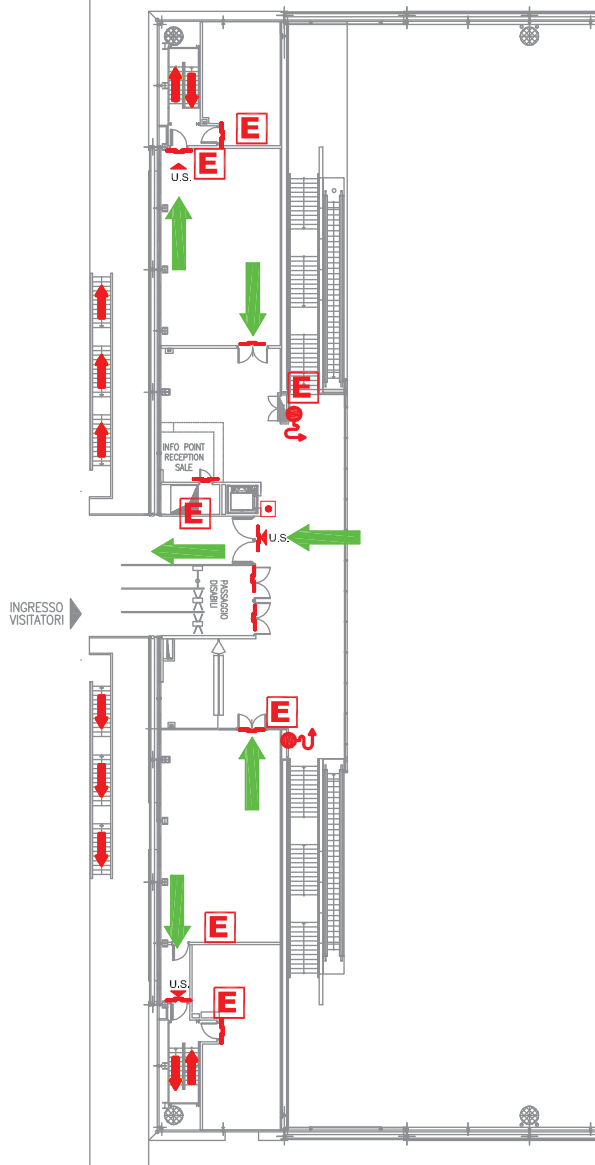 E
E
U.S.
E
INFO POINT
RECEPTION
SALE
E
U.S.
PASSAGGIO
DISABILI
INGRESSO
VISITATORI
E
E
U.S.
E